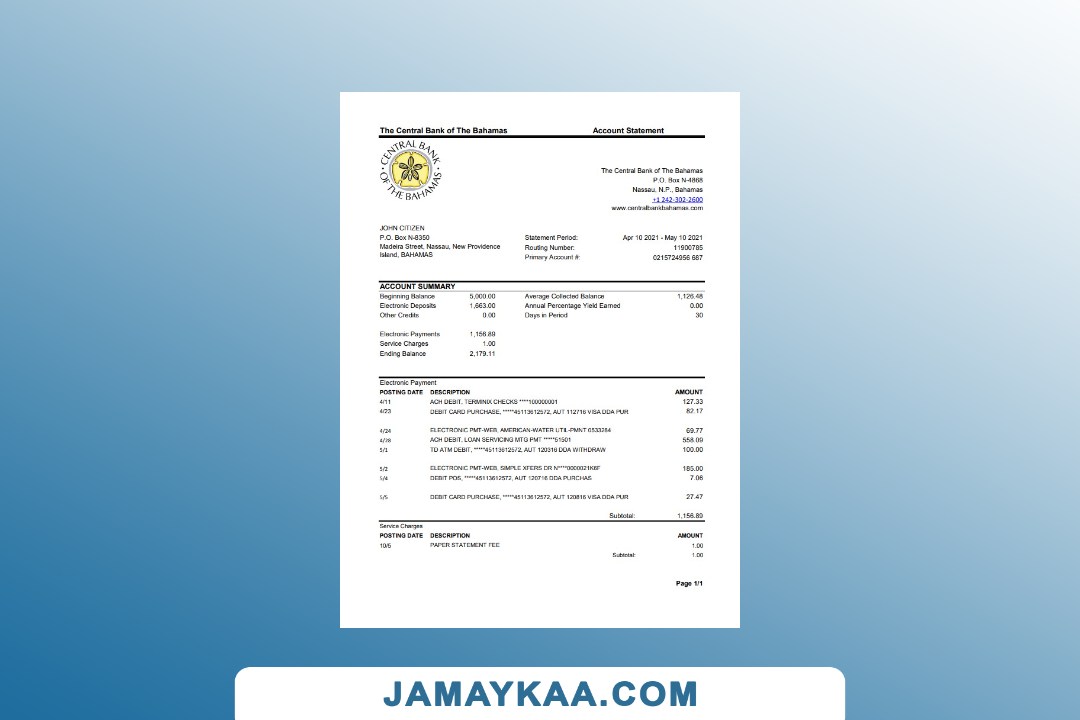 The Central Bank of The Bahamas Account Statement
CENTRAL BANK OF THE BAHAMAS
The Central Bank of The Bahamas
P.O. Box N-4868
Nassau, N.P., Bahamas
+1 242-302-2600
www.centralbankbahamas.com
JOHN CITIZEN
P.O. Box N-8350
Madeira Street, Nassau, New Providence
Island, BAHAMAS
Statement Period: Apr 10 2021 - May 10 2021
Routing Number: 11900785
Primary Account #: 0215724956 687
ACCOUNT SUMMARY
Beginning Balance 5,000.00 Average Collected Balance 1,126.48
Electronic Deposits 1,663.00 Annual Percentage Yield Earned 0.00
Other Credits 0.00 Days in Period 30
Electronic Payments 1,156.89
Service Charges 1.00
Ending Balance 2,179.11
Electronic Payment
POSTING DATE DESCRIPTION AMOUNT
4/11 ACH DEBIT, TERMINIX CHECKS ****100000001 127.33
4/23 DEBIT CARD PURCHASE, *****45113612572, AUT 112716 VISA DDA PUR 82.17
4/24 ELECTRONIC PMT-WEB, AMERICAN-WATER UTIL-PMNT 6533284 69.77
4/28 ACH DEBIT, LOAN SERVICING MTG PMT *****51501 558.09
5/1 TD ATM DEBIT, *****45113612572, AUT 120316 DDA WITHDRAW 100.00
5/2 ELECTRONIC PMT-WEB, SIMPLE XFERS DR N****0000021K6F 185.00
5/4 DEBIT POS, *****45113612572, AUT 120716 DDA PURCHAS 7.06
5/5 DEBIT CARD PURCHASE, *****45113612572, AUT 120816 VISA DDA PUR 27.47
Subtotal: 1,156.89
Service Charges
POSTING DATE DESCRIPTION AMOUNT
10/5 PAPER STATEMENT FEE 1.00
Subtotal: 1.00
Page 1/1
JAMAYKAA.COM